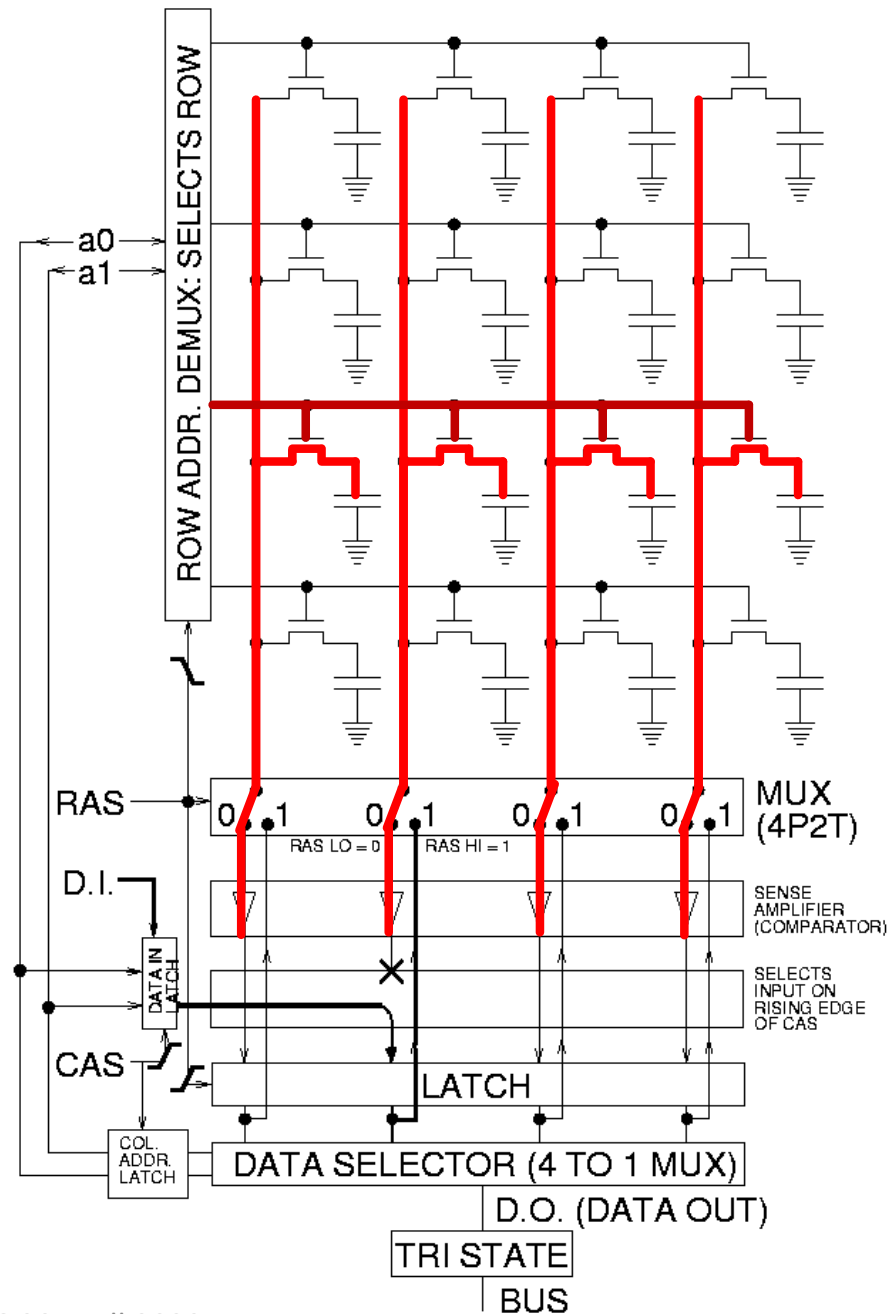 ROW ADDR. DEMUX: SELECTS ROW
a0
a1
RAS
0 1 0 1 0 1 0 1
MUX
(4P2T)
RAS LO = 0
RAS HI = 1
D.I.
SENSE
AMPLIFIER
(COMPARATOR)
DATA IN
LATCH
SELECTS
INPUT ON
RISING EDGE
OF CAS
CAS
LATCH
COL.
ADDR.
LATCH
DATA SELECTOR (4 TO 1 MUX)
D.O. (DATA OUT)
TRI STATE
BUS